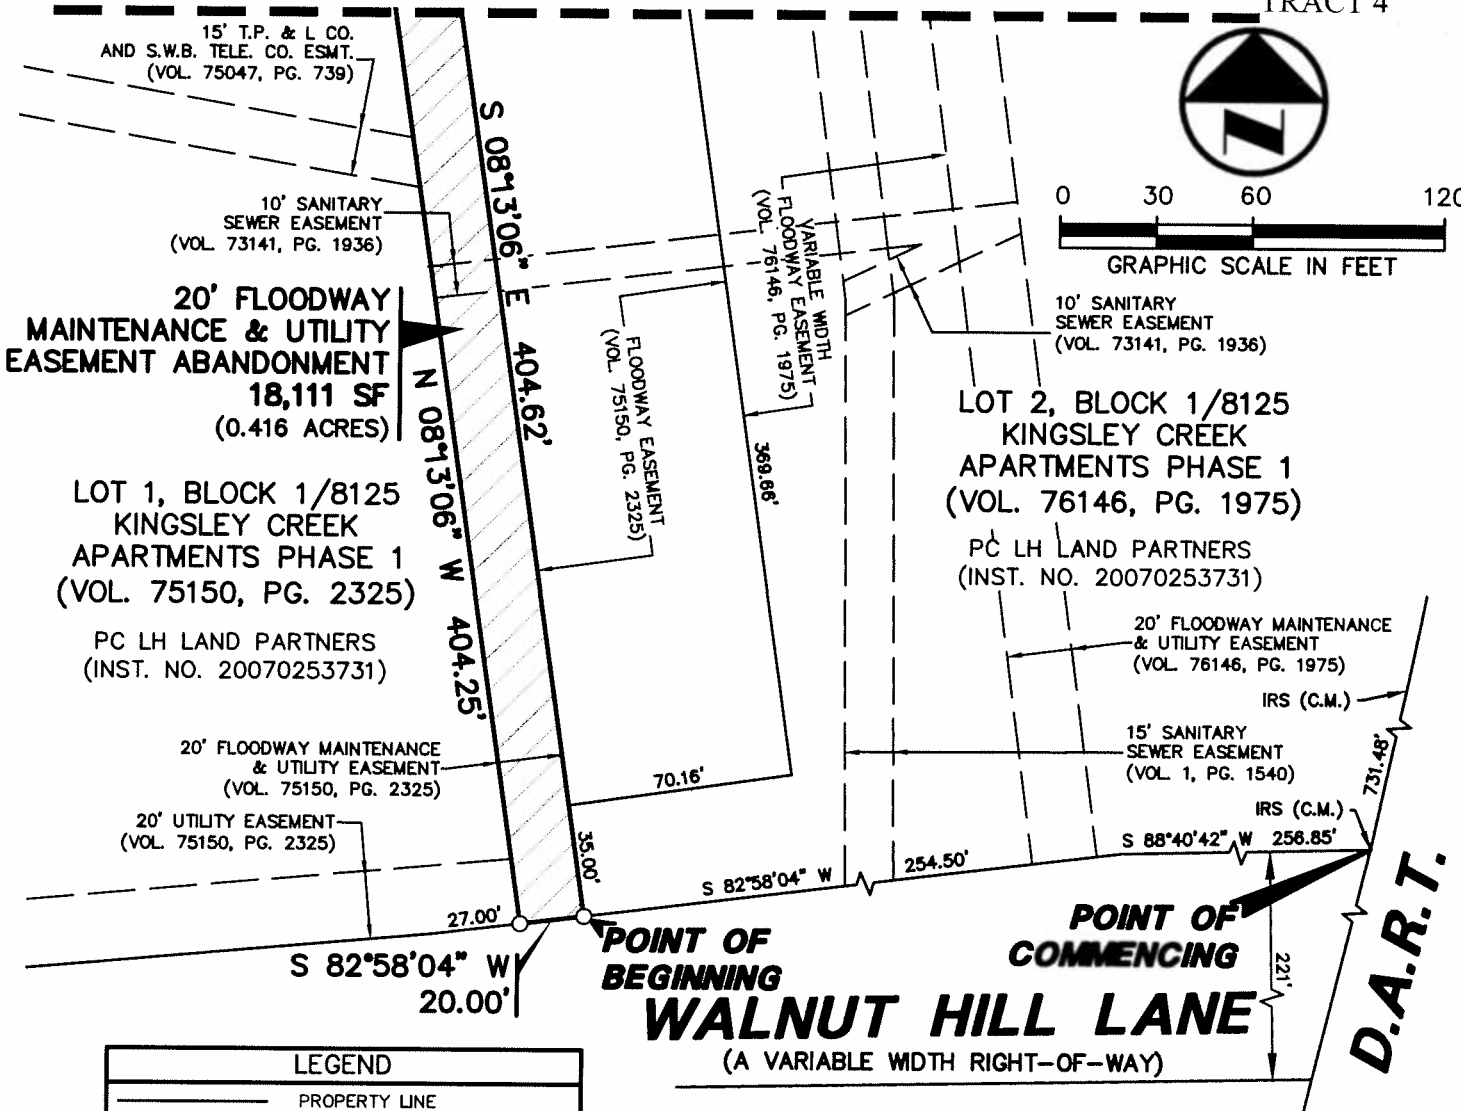 TRACT 4
15' T.P. & L CO.
AND S.W.B. TELE. CO. ESMT.
(VOL. 75047, PG. 739)
S 08°13'06" E 404.62'
10' SANITARY
SEWER EASEMENT
(VOL. 73141, PG. 1936)
20' FLOODWAY
MAINTENANCE & UTILITY
EASEMENT ABANDONMENT
18,111 SF
(0.416 ACRES)
N 08°13'06" W 404.25'
LOT 1, BLOCK 1/8125
KINGSLEY CREEK
APARTMENTS PHASE 1
(VOL. 75150, PG. 2325)
PC LH LAND PARTNERS
(INST. NO. 20070253731)
20' FLOODWAY MAINTENANCE
& UTILITY EASEMENT
(VOL. 75150, PG. 2325)
20' UTILITY EASEMENT
(VOL. 75150, PG. 2325)
27.00'
S 82°58'04" W
20.00'
FLOODWAY EASEMENT
(VOL. 75150, PG. 2325)
VARIABLE WIDTH
FLOODWAY EASEMENT
(VOL. 76146, PG. 1975)
369.66'
70.16'
35.00'
N
0 30 60 120
GRAPHIC SCALE IN FEET
10' SANITARY
SEWER EASEMENT
(VOL. 73141, PG. 1936)
LOT 2, BLOCK 1/8125
KINGSLEY CREEK
APARTMENTS PHASE 1
(VOL. 76146, PG. 1975)
PC LH LAND PARTNERS
(INST. NO. 20070253731)
20' FLOODWAY MAINTENANCE
& UTILITY EASEMENT
(VOL. 76146, PG. 1975)
IRS (C.M.)
15' SANITARY
SEWER EASEMENT
(VOL. 1, PG. 1540)
731.48'
IRS (C.M.)
S 88°40'42" W 256.85'
S 82°58'04" W 254.50'
POINT OF
BEGINNING
POINT OF
COMMENCING
221'
D.A.R.T.
WALNUT HILL LANE
(A VARIABLE WIDTH RIGHT-OF-WAY)
LEGEND
PROPERTY LINE